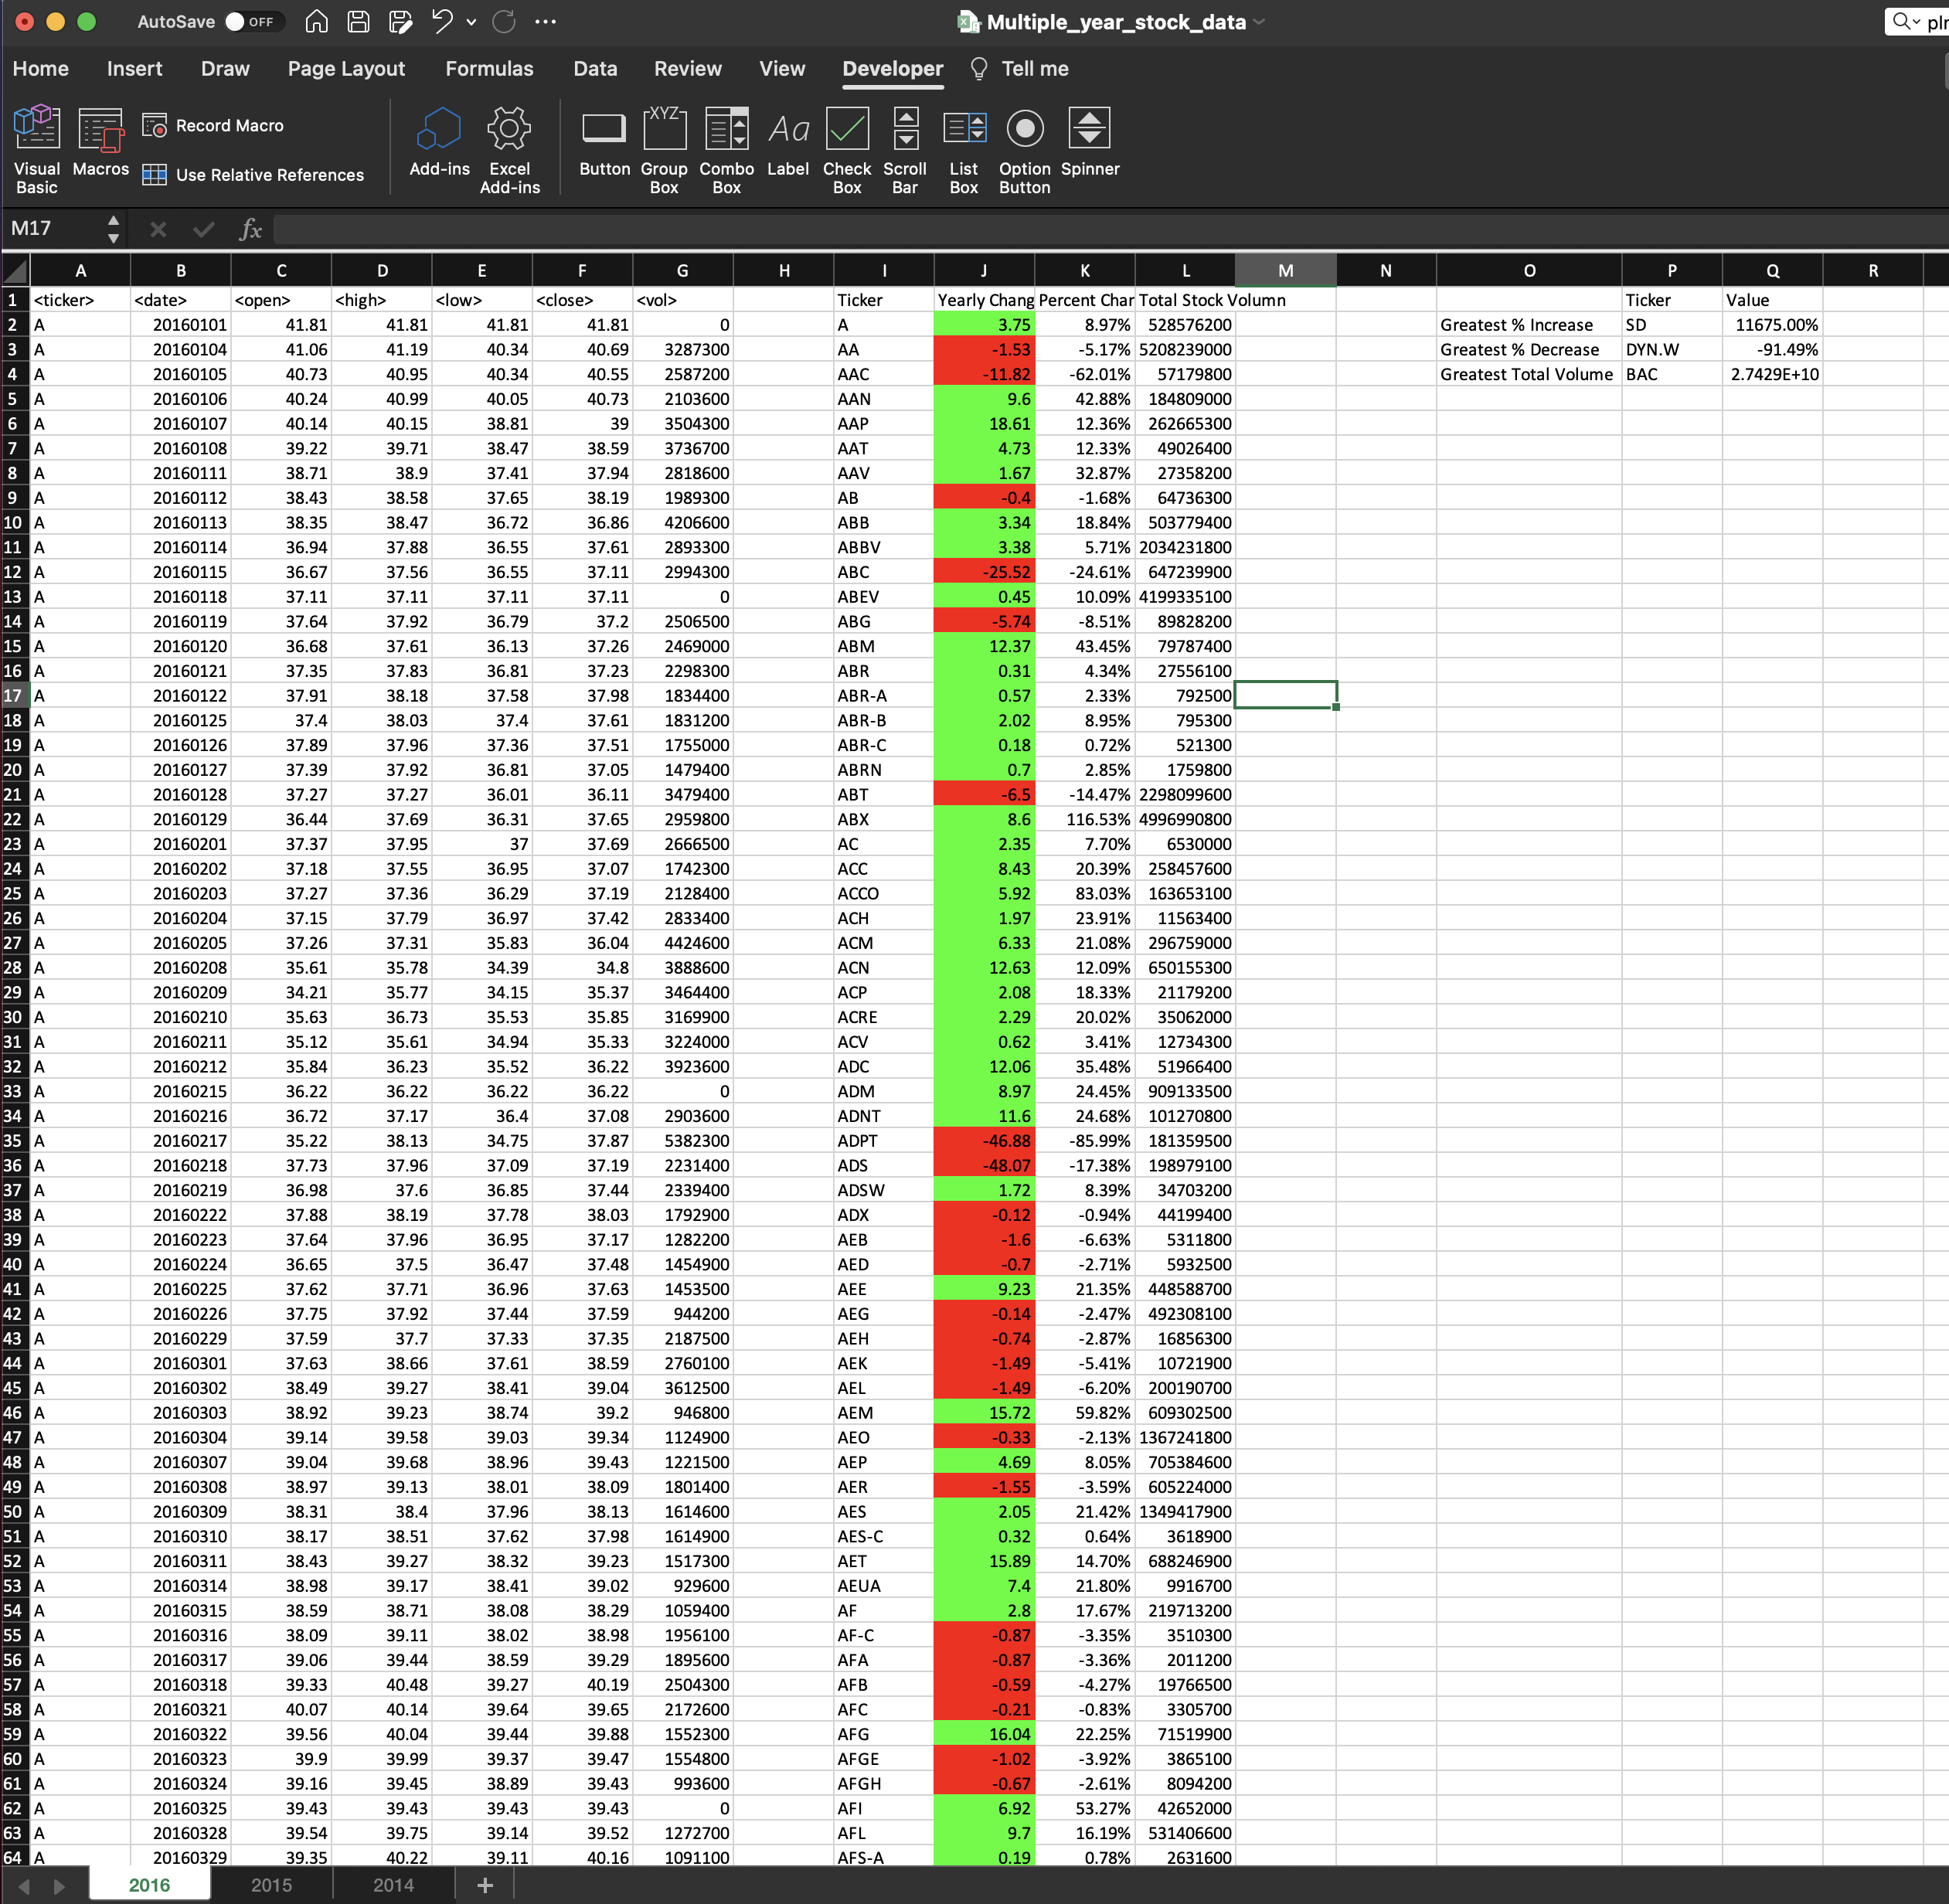 AutoSave OFF Multiple_year_stock_data
Home Insert Draw Page Layout Formulas Data Review View Developer Tell me
Visual Basic Macros Record Macro Use Relative References Add-ins Excel Add-ins Button Group Box Combo Box Label Check Box Scroll Bar List Box Option Button Spinner
M17 fx
A B C D E F G H I J K L M N O P Q R
1 <ticker> <date> <open> <high> <low> <close> <vol> Ticker Yearly Chang Percent Char Total Stock Volumn Ticker Value
2 A 20160101 41.81 41.81 41.81 41.81 0 A 3.75 8.97% 528576200 Greatest % Increase SD 11675.00%
3 A 20160104 41.06 41.19 40.34 40.69 3287300 AA -1.53 -5.17% 5208239000 Greatest % Decrease DYN.W -91.49%
4 A 20160105 40.73 40.95 40.34 40.55 2587200 AAC -11.82 -62.01% 57179800 Greatest Total Volume BAC 2.7429E+10
5 A 20160106 40.24 40.99 40.05 40.73 2103600 AAN 9.6 42.88% 184809000
6 A 20160107 40.14 40.15 38.81 39 3504300 AAP 18.61 12.36% 262665300
7 A 20160108 39.22 39.71 38.47 38.59 3736700 AAT 4.73 12.33% 49026400
8 A 20160111 38.71 38.9 37.41 37.94 2818600 AAV 1.67 32.87% 27358200
9 A 20160112 38.43 38.58 37.65 38.19 1989300 AB -0.4 -1.68% 64736300
10 A 20160113 38.35 38.47 36.72 36.86 4206600 ABB 3.34 18.84% 503779400
11 A 20160114 36.94 37.88 36.55 37.61 2893300 ABBV 3.38 5.71% 2034231800
12 A 20160115 36.67 37.56 36.55 37.11 2994300 ABC -25.52 -24.61% 647239900
13 A 20160118 37.11 37.11 37.11 37.11 0 ABEV 0.45 10.09% 4199335100
14 A 20160119 37.64 37.92 36.79 37.2 2506500 ABG -5.74 -8.51% 89828200
15 A 20160120 36.68 37.61 36.13 37.26 2469000 ABM 12.37 43.45% 79787400
16 A 20160121 37.35 37.83 36.81 37.23 2298300 ABR 0.31 4.34% 27556100
17 A 20160122 37.91 38.18 37.58 37.98 1834400 ABR-A 0.57 2.33% 792500
18 A 20160125 37.4 38.03 37.4 37.61 1831200 ABR-B 2.02 8.95% 795300
19 A 20160126 37.89 37.96 37.36 37.51 1755000 ABR-C 0.18 0.72% 521300
20 A 20160127 37.39 37.92 36.81 37.05 1479400 ABRN 0.7 2.85% 1759800
21 A 20160128 37.27 37.27 36.01 36.11 3479400 ABT -6.5 -14.47% 2298099600
22 A 20160129 36.44 37.69 36.31 37.65 2959800 ABX 8.6 116.53% 4996990800
23 A 20160201 37.37 37.95 37 37.69 2666500 AC 2.35 7.70% 6530000
24 A 20160202 37.18 37.55 36.95 37.07 1742300 ACC 8.43 20.39% 258457600
25 A 20160203 37.27 37.36 36.29 37.19 2128400 ACCO 5.92 83.03% 163653100
26 A 20160204 37.15 37.79 36.97 37.42 2833400 ACH 1.97 23.91% 11563400
27 A 20160205 37.26 37.31 35.83 36.04 4424600 ACM 6.33 21.08% 296759000
28 A 20160208 35.61 35.78 34.39 34.8 3888600 ACN 12.63 12.09% 650155300
29 A 20160209 34.21 35.77 34.15 35.37 3464400 ACP 2.08 18.33% 21179200
30 A 20160210 35.63 36.73 35.53 35.85 3169900 ACRE 2.29 20.02% 35062000
31 A 20160211 35.12 35.61 34.94 35.33 3224000 ACV 0.62 3.41% 12734300
32 A 20160212 35.84 36.23 35.52 36.22 3923600 ADC 12.06 35.48% 51966400
33 A 20160215 36.22 36.22 36.22 36.22 0 ADM 8.97 24.45% 909133500
34 A 20160216 36.72 37.17 36.4 37.08 2903600 ADNT 11.6 24.68% 101270800
35 A 20160217 35.22 38.13 34.75 37.87 5382300 ADPT -46.88 -85.99% 181359500
36 A 20160218 37.73 37.96 37.09 37.19 2231400 ADS -48.07 -17.38% 198979100
37 A 20160219 36.98 37.6 36.85 37.44 2339400 ADSW 1.72 8.39% 34703200
38 A 20160222 37.88 38.19 37.78 38.03 1792900 ADX -0.12 -0.94% 44199400
39 A 20160223 37.64 37.96 36.95 37.17 1282200 AEB -1.6 -6.63% 5311800
40 A 20160224 36.65 37.5 36.47 37.48 1454900 AED -0.7 -2.71% 5932500
41 A 20160225 37.62 37.71 36.96 37.63 1453500 AEE 9.23 21.35% 448588700
42 A 20160226 37.75 37.92 37.44 37.59 944200 AEG -0.14 -2.47% 492308100
43 A 20160229 37.59 37.7 37.33 37.35 2187500 AEH -0.74 -2.87% 16856300
44 A 20160301 37.63 38.66 37.61 38.59 2760100 AEK -1.49 -5.41% 10721900
45 A 20160302 38.49 39.27 38.41 39.04 3612500 AEL -1.49 -6.20% 200190700
46 A 20160303 38.92 39.23 38.74 39.2 946800 AEM 15.72 59.82% 609302500
47 A 20160304 39.14 39.58 39.03 39.34 1124900 AEO -0.33 -2.13% 1367241800
48 A 20160307 39.04 39.68 38.96 39.43 1221500 AEP 4.69 8.05% 705384600
49 A 20160308 38.97 39.13 38.01 38.09 1801400 AER -1.55 -3.59% 605224000
50 A 20160309 38.31 38.4 37.96 38.13 1614600 AES 2.05 21.42% 1349417900
51 A 20160310 38.17 38.51 37.62 37.98 1614900 AES-C 0.32 0.64% 3618900
52 A 20160311 38.43 39.27 38.32 39.23 1517300 AET 15.89 14.70% 688246900
53 A 20160314 38.98 39.17 38.41 39.02 929600 AEUA 7.4 21.80% 9916700
54 A 20160315 38.59 38.71 38.08 38.29 1059400 AF 2.8 17.67% 219713200
55 A 20160316 38.09 39.11 38.02 38.98 1956100 AF-C -0.87 -3.35% 3510300
56 A 20160317 39.06 39.44 38.59 39.29 1895600 AFA -0.87 -3.36% 2011200
57 A 20160318 39.33 40.48 39.27 40.19 2504300 AFB -0.59 -4.27% 19766500
58 A 20160321 40.07 40.14 39.64 39.65 2172600 AFC -0.21 -0.83% 3305700
59 A 20160322 39.56 40.04 39.44 39.88 1552300 AFG 16.04 22.25% 71519900
60 A 20160323 39.9 39.99 39.37 39.47 1554800 AFGE -1.02 -3.92% 3865100
61 A 20160324 39.16 39.45 38.89 39.43 993600 AFGH -0.67 -2.61% 8094200
62 A 20160325 39.43 39.43 39.43 39.43 0 AFI 6.92 53.27% 42652000
63 A 20160328 39.54 39.75 39.14 39.52 1272700 AFL 9.7 16.19% 531406600
64 A 20160329 39.35 40.22 39.11 40.16 1091100 AFS-A 0.19 0.78% 2631600
2016 2015 2014